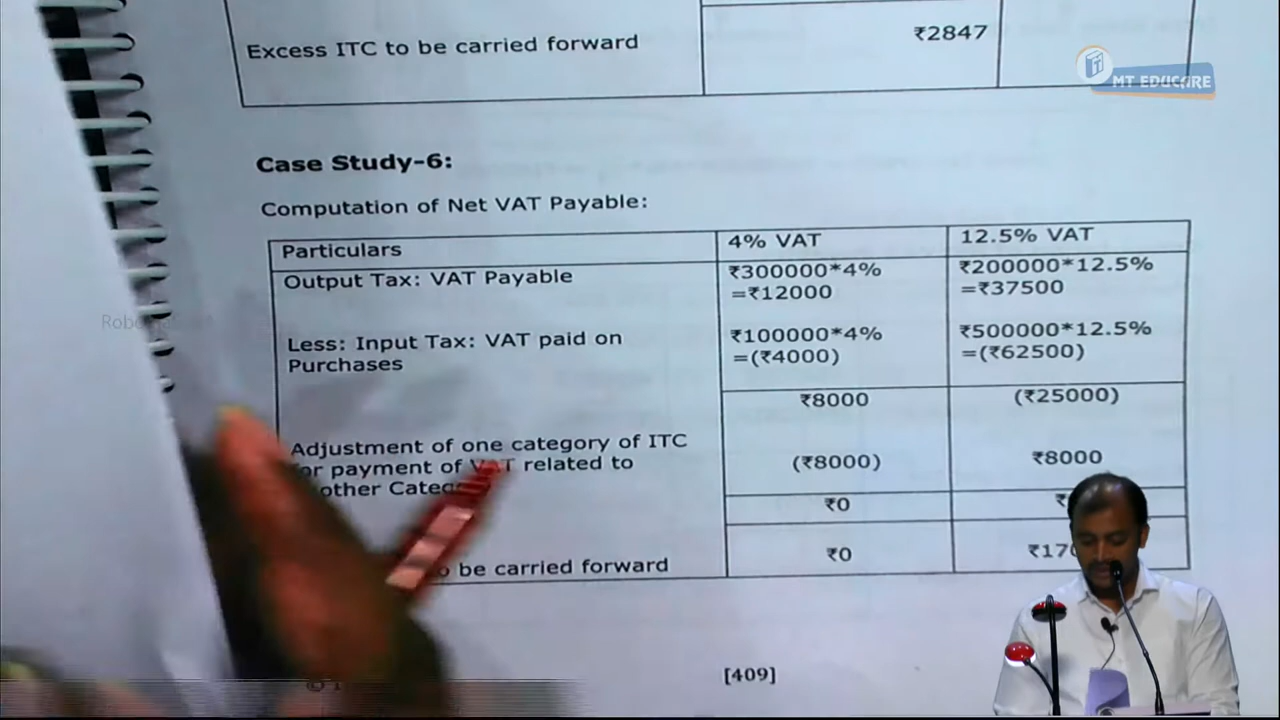 Excess ITC to be carried forward
₹2847
MT EDUCARE
Case Study-6:
Computation of Net VAT Payable:
Particulars
4% VAT
12.5% VAT
Output Tax: VAT Payable
₹300000*4%
=₹12000
₹200000*12.5%
=₹37500
Less: Input Tax: VAT paid on
Purchases
₹100000*4%
=(₹4000)
₹500000*12.5%
=(₹62500)
₹8000
(₹25000)
Adjustment of one category of ITC
payment of VAT related to
other
(₹8000)
₹8000
₹0
₹0
be carried forward
[409]